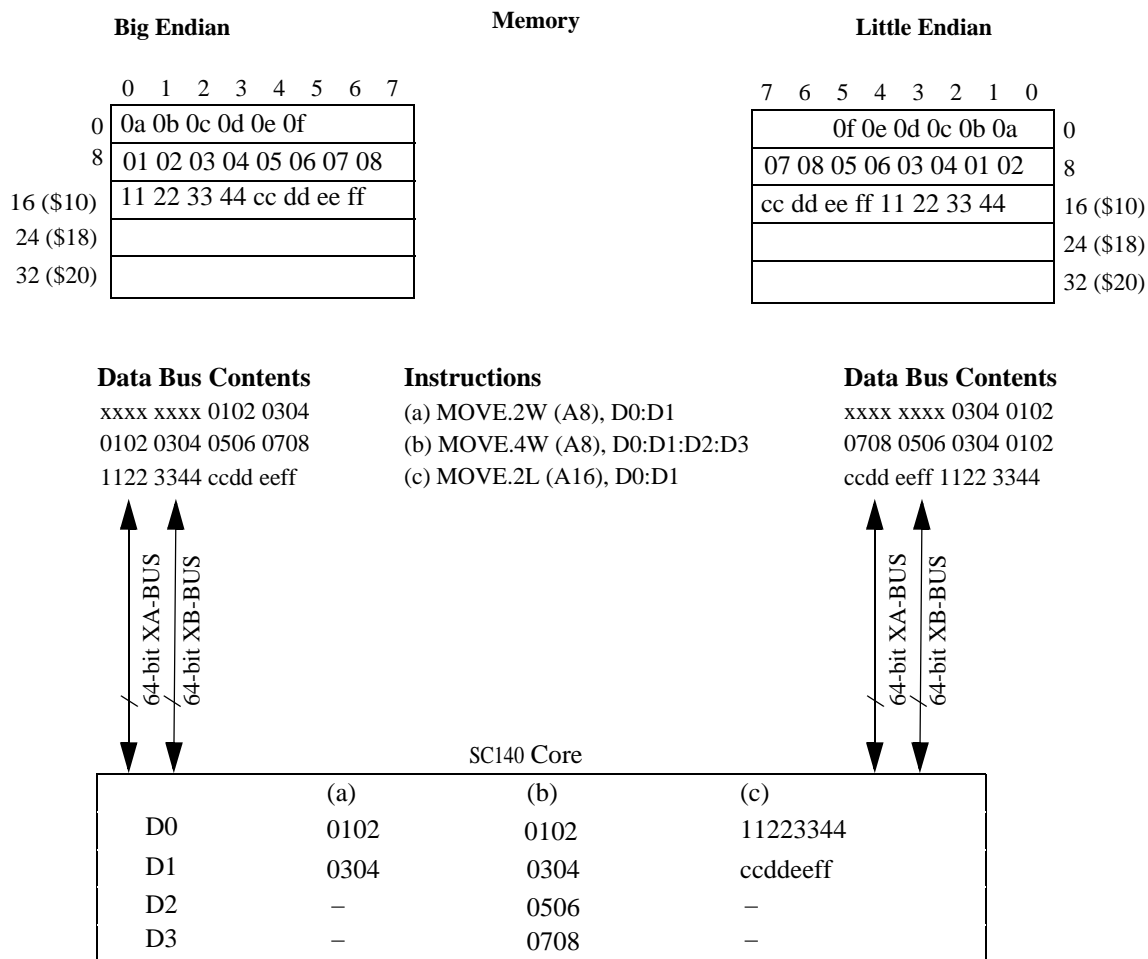 Big Endian Memory Little Endian
0 1 2 3 4 5 6 7 7 6 5 4 3 2 1 0
0 0a 0b 0c 0d 0e 0f 0f 0e 0d 0c 0b 0a 0
8 01 02 03 04 05 06 07 08 07 08 05 06 03 04 01 02 8
16 ($10) 11 22 33 44 cc dd ee ff cc dd ee ff 11 22 33 44 16 ($10)
24 ($18) 24 ($18)
32 ($20) 32 ($20)
Data Bus Contents Instructions Data Bus Contents
xxxx xxxx 0102 0304 (a) MOVE.2W (A8), D0:D1 xxxx xxxx 0304 0102
0102 0304 0506 0708 (b) MOVE.4W (A8), D0:D1:D2:D3 0708 0506 0304 0102
1122 3344 ccdd eeff (c) MOVE.2L (A16), D0:D1 ccdd eeff 1122 3344
64-bit XA-BUS
64-bit XB-BUS
64-bit XA-BUS
64-bit XB-BUS
SC140 Core
(a) (b) (c)
D0 0102 0102 11223344
D1 0304 0304 ccddeeff
D2 – 0506 –
D3 – 0708 –